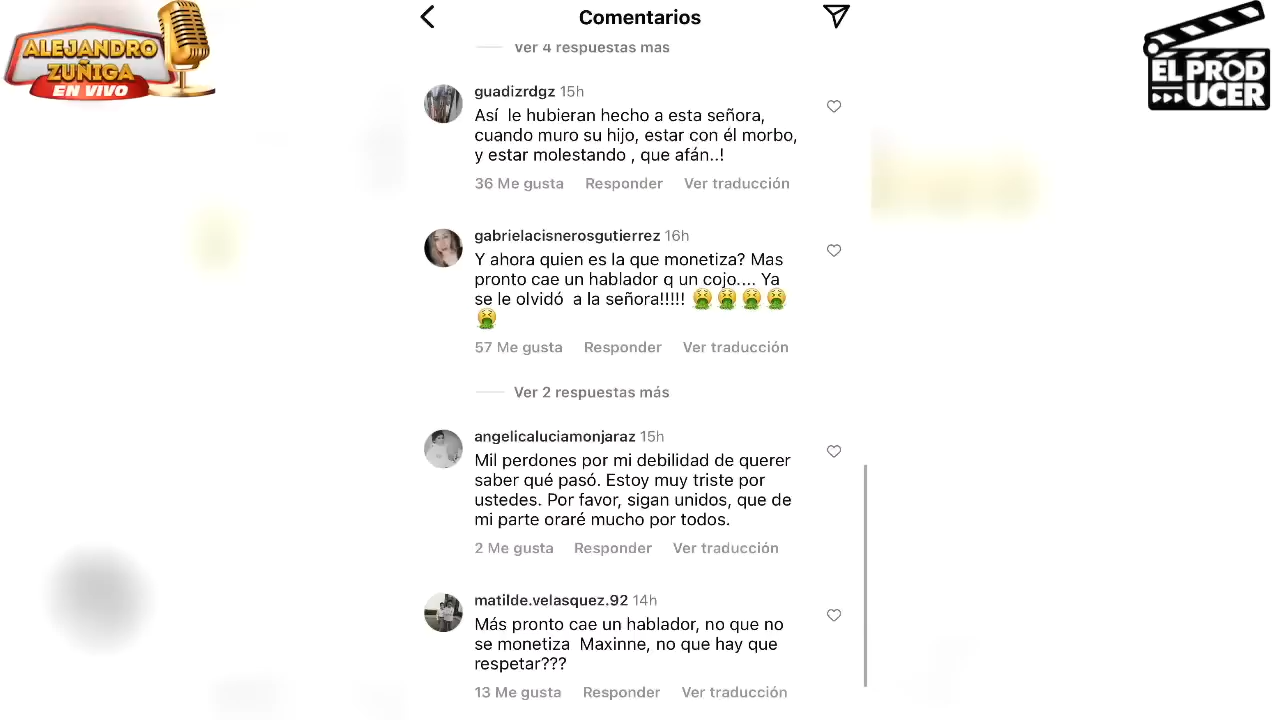 ALEJANDRO
ZUÑIGA
EN VIVO
EL PROD
UCER
Comentarios
Ver 4 respuestas más
guadizrdgz 15h
Así le hubieran hecho a esta señora,
cuando muro su hijo, estar con él morbo,
y estar molestando , que afán..!
36 Me gusta Responder Ver traducción
gabrielacisnerosgutierrez 16h
Y ahora quien es la que monetiza? Mas
pronto cae un hablador q un cojo.... Ya
se le olvidó a la señora!!!!! 🤮🤮🤮🤮
🤮
57 Me gusta Responder Ver traducción
Ver 2 respuestas más
angelicaluciamonjaraz 15h
Mil perdones por mi debilidad de querer
saber qué pasó. Estoy muy triste por
ustedes. Por favor, sigan unidos, que de
mi parte oraré mucho por todos.
2 Me gusta Responder Ver traducción
matilde.velasquez.92 14h
Más pronto cae un hablador, no que no
se monetiza Maxinne, no que hay que
respetar???
13 Me gusta Responder Ver traducción